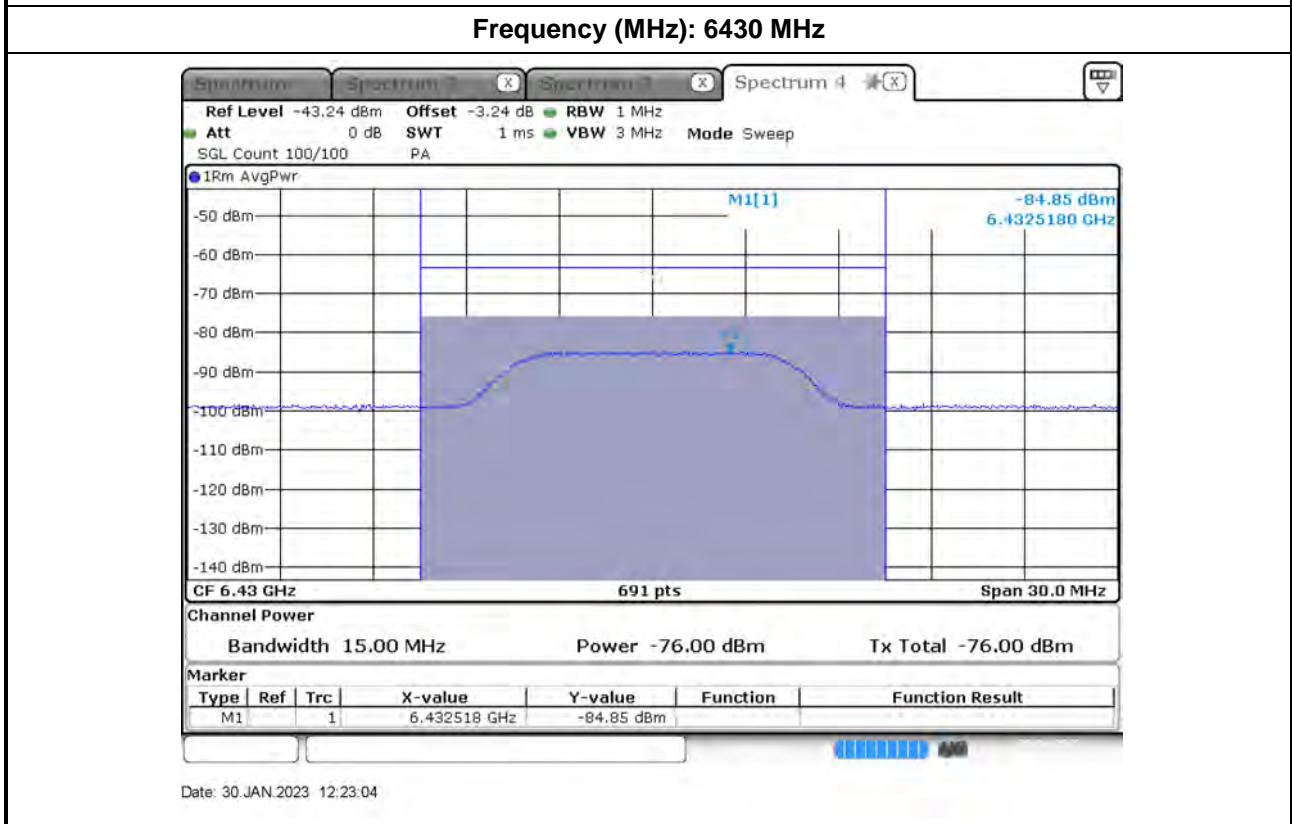 Frequency (MHz): 6430 MHz
Spectrum 4
Ref Level -43.24 dBm Offset -3.24 dB RBW 1 MHz
Att 0 dB SWT 1 ms VBW 3 MHz Mode Sweep
SGL Count 100/100 PA
1Rm AvgPwr
M1[1] -84.85 dBm
6.4325180 GHz
-50 dBm
-60 dBm
-70 dBm
-80 dBm
-90 dBm
-100 dBm
-110 dBm
-120 dBm
-130 dBm
-140 dBm
CF 6.43 GHz 691 pts Span 30.0 MHz
Channel Power
Bandwidth 15.00 MHz Power -76.00 dBm Tx Total -76.00 dBm
Marker
Type Ref Trc X-value Y-value Function Function Result
M1 1 6.432518 GHz -84.85 dBm
Date: 30.JAN.2023 12:23:04